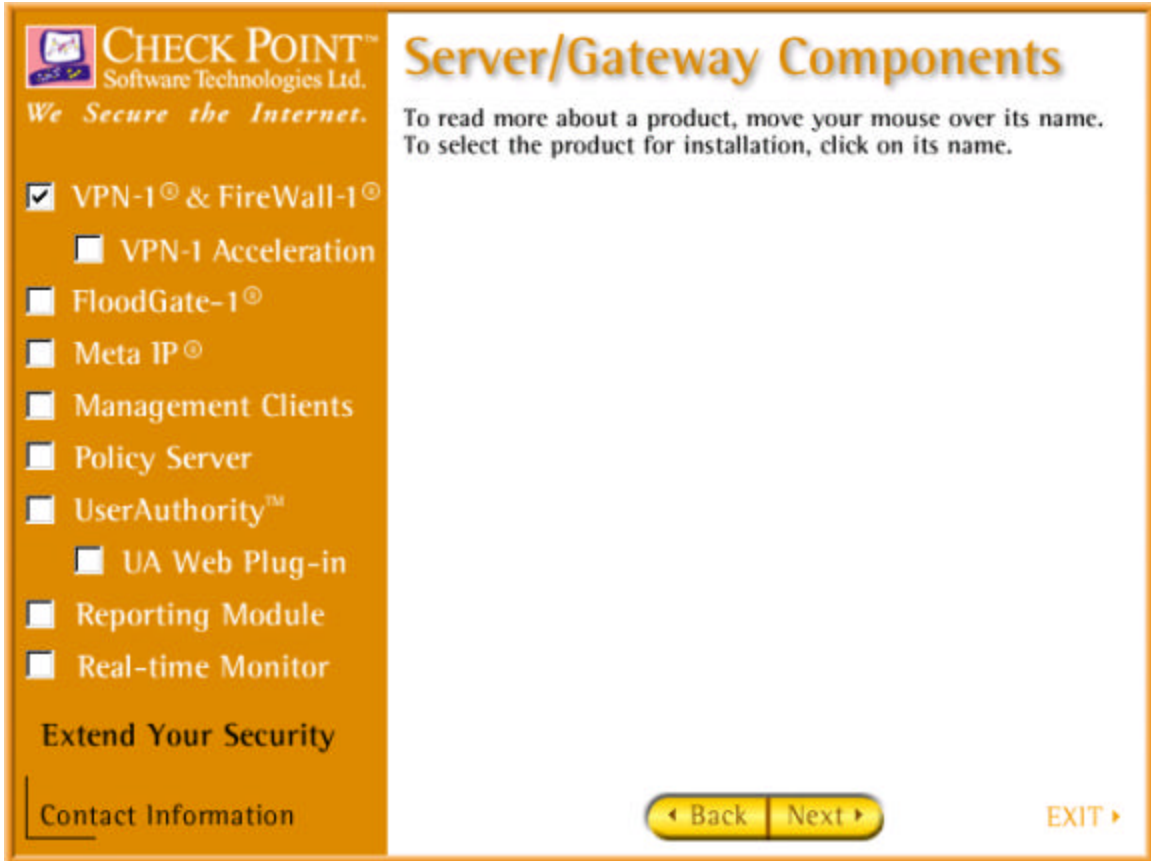 CHECK POINT™
Software Technologies Ltd.
We Secure the Internet.
VPN-1® & FireWall-1®
VPN-1 Acceleration
FloodGate-1®
Meta IP®
Management Clients
Policy Server
UserAuthority™
UA Web Plug-in
Reporting Module
Real-time Monitor
Extend Your Security
Contact Information
Server/Gateway Components
To read more about a product, move your mouse over its name.
To select the product for installation, click on its name.
Back Next
EXIT